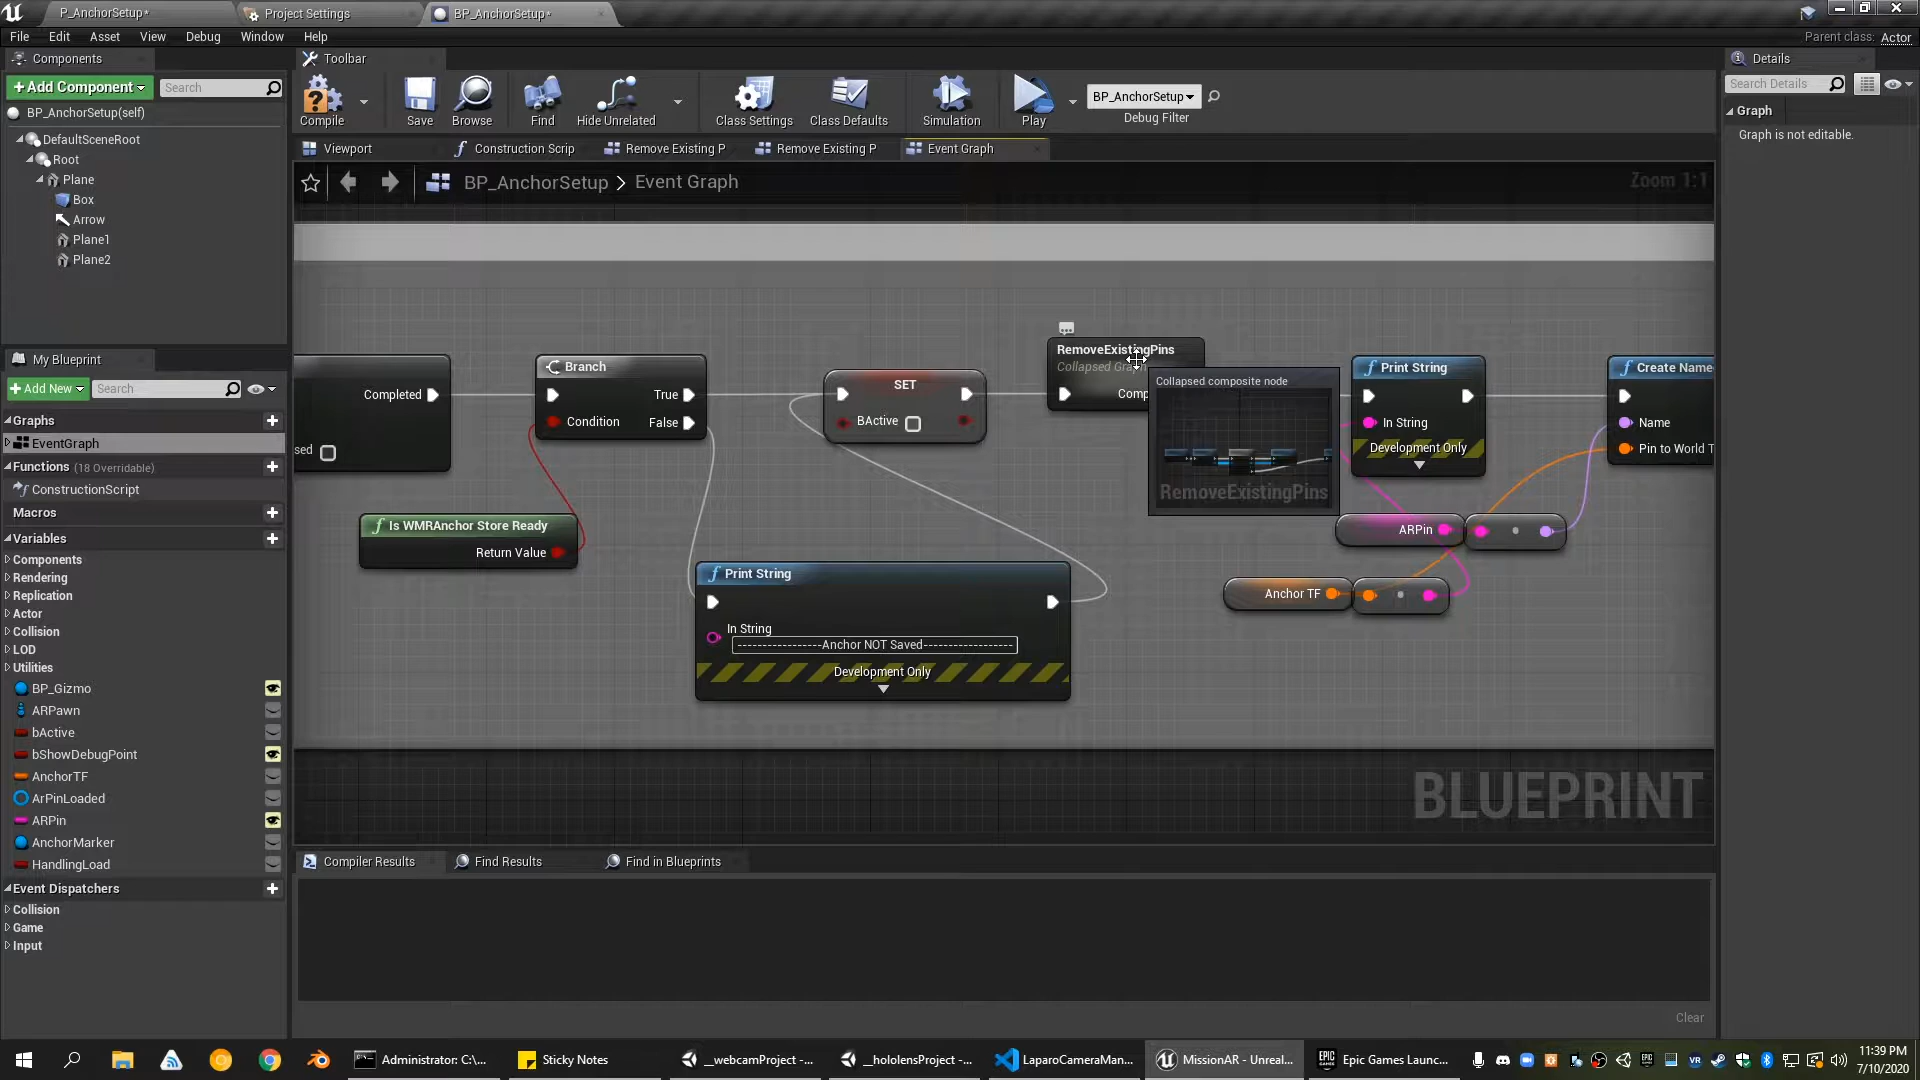 P_AnchorSetup*
Project Settings
BP_AnchorSetup*
File Edit Asset View Debug Window Help
Parent class: Actor
Components
Toolbar
Details
+Add Component
Search
Compile
Save
Browse
Find
Hide Unrelated
Class Settings
Class Defaults
Simulation
Play
BP_AnchorSetup
Debug Filter
Search Details
BP_AnchorSetup(self)
Graph
Graph is not editable.
DefaultSceneRoot
Root
Plane
Box
Arrow
Plane1
Plane2
Viewport
Construction Scrip
Remove Existing P
Remove Existing P
Event Graph
BP_AnchorSetup > Event Graph
Zoom 1:1
My Blueprint
+Add New
Search
Graphs
EventGraph
Functions (18 Overridable)
ConstructionScript
Macros
Variables
Components
Rendering
Replication
Actor
Collision
LOD
Utilities
BP_Gizmo
ARPawn
bActive
bShowDebugPoint
AnchorTF
ArPinLoaded
ARPin
AnchorMarker
HandlingLoad
Event Dispatchers
Collision
Game
Input
Completed
sed
Branch
True
Condition
False
SET
BActive
RemoveExistingPins
Collapsed Gra
Comp
Collapsed composite node
RemoveExistingPins
Print String
In String
Development Only
Create Name
Name
Pin to World T
Is WMRAnchor Store Ready
Return Value
ARPin
Anchor TF
Print String
In String
-----------------Anchor NOT Saved------------------
Development Only
BLUEPRINT
Compiler Results
Find Results
Find in Blueprints
Clear
Administrator: C:\...
Sticky Notes
__webcamProject -...
__hololensProject -...
LaparoCameraMan...
MissionAR - Unreal...
Epic Games Launc...
11:39 PM
7/10/2020